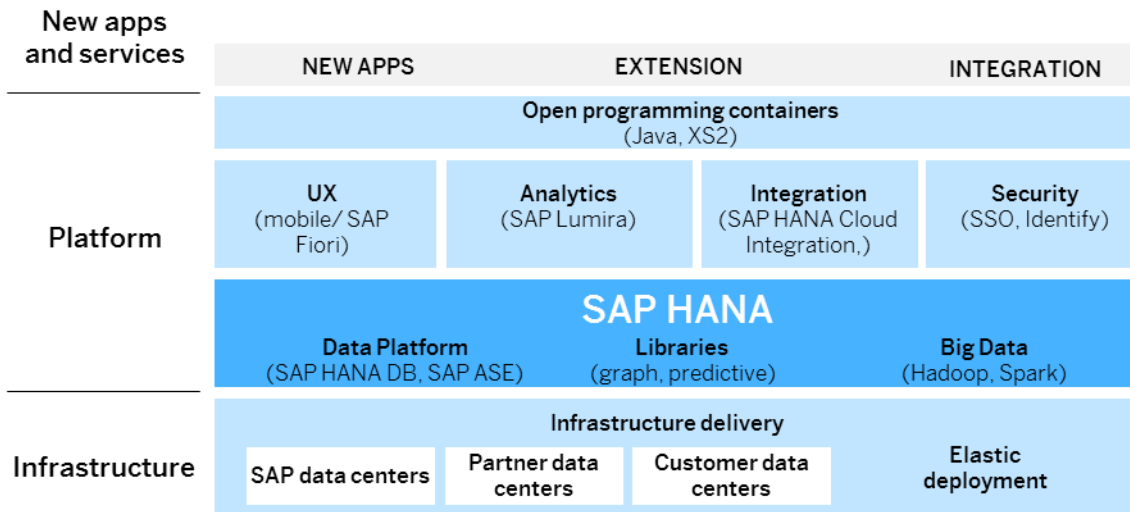 New apps
and services
NEW APPS
EXTENSION
INTEGRATION
Open programming containers
(Java, XS2)
Platform
UX
(mobile/ SAP
Fiori)
Analytics
(SAP Lumira)
Integration
(SAP HANA Cloud
Integration,)
Security
(SSO, Identify)
SAP HANA
Data Platform
(SAP HANA DB, SAP ASE)
Libraries
(graph, predictive)
Big Data
(Hadoop, Spark)
Infrastructure
Infrastructure delivery
SAP data centers
Partner data
centers
Customer data
centers
Elastic
deployment